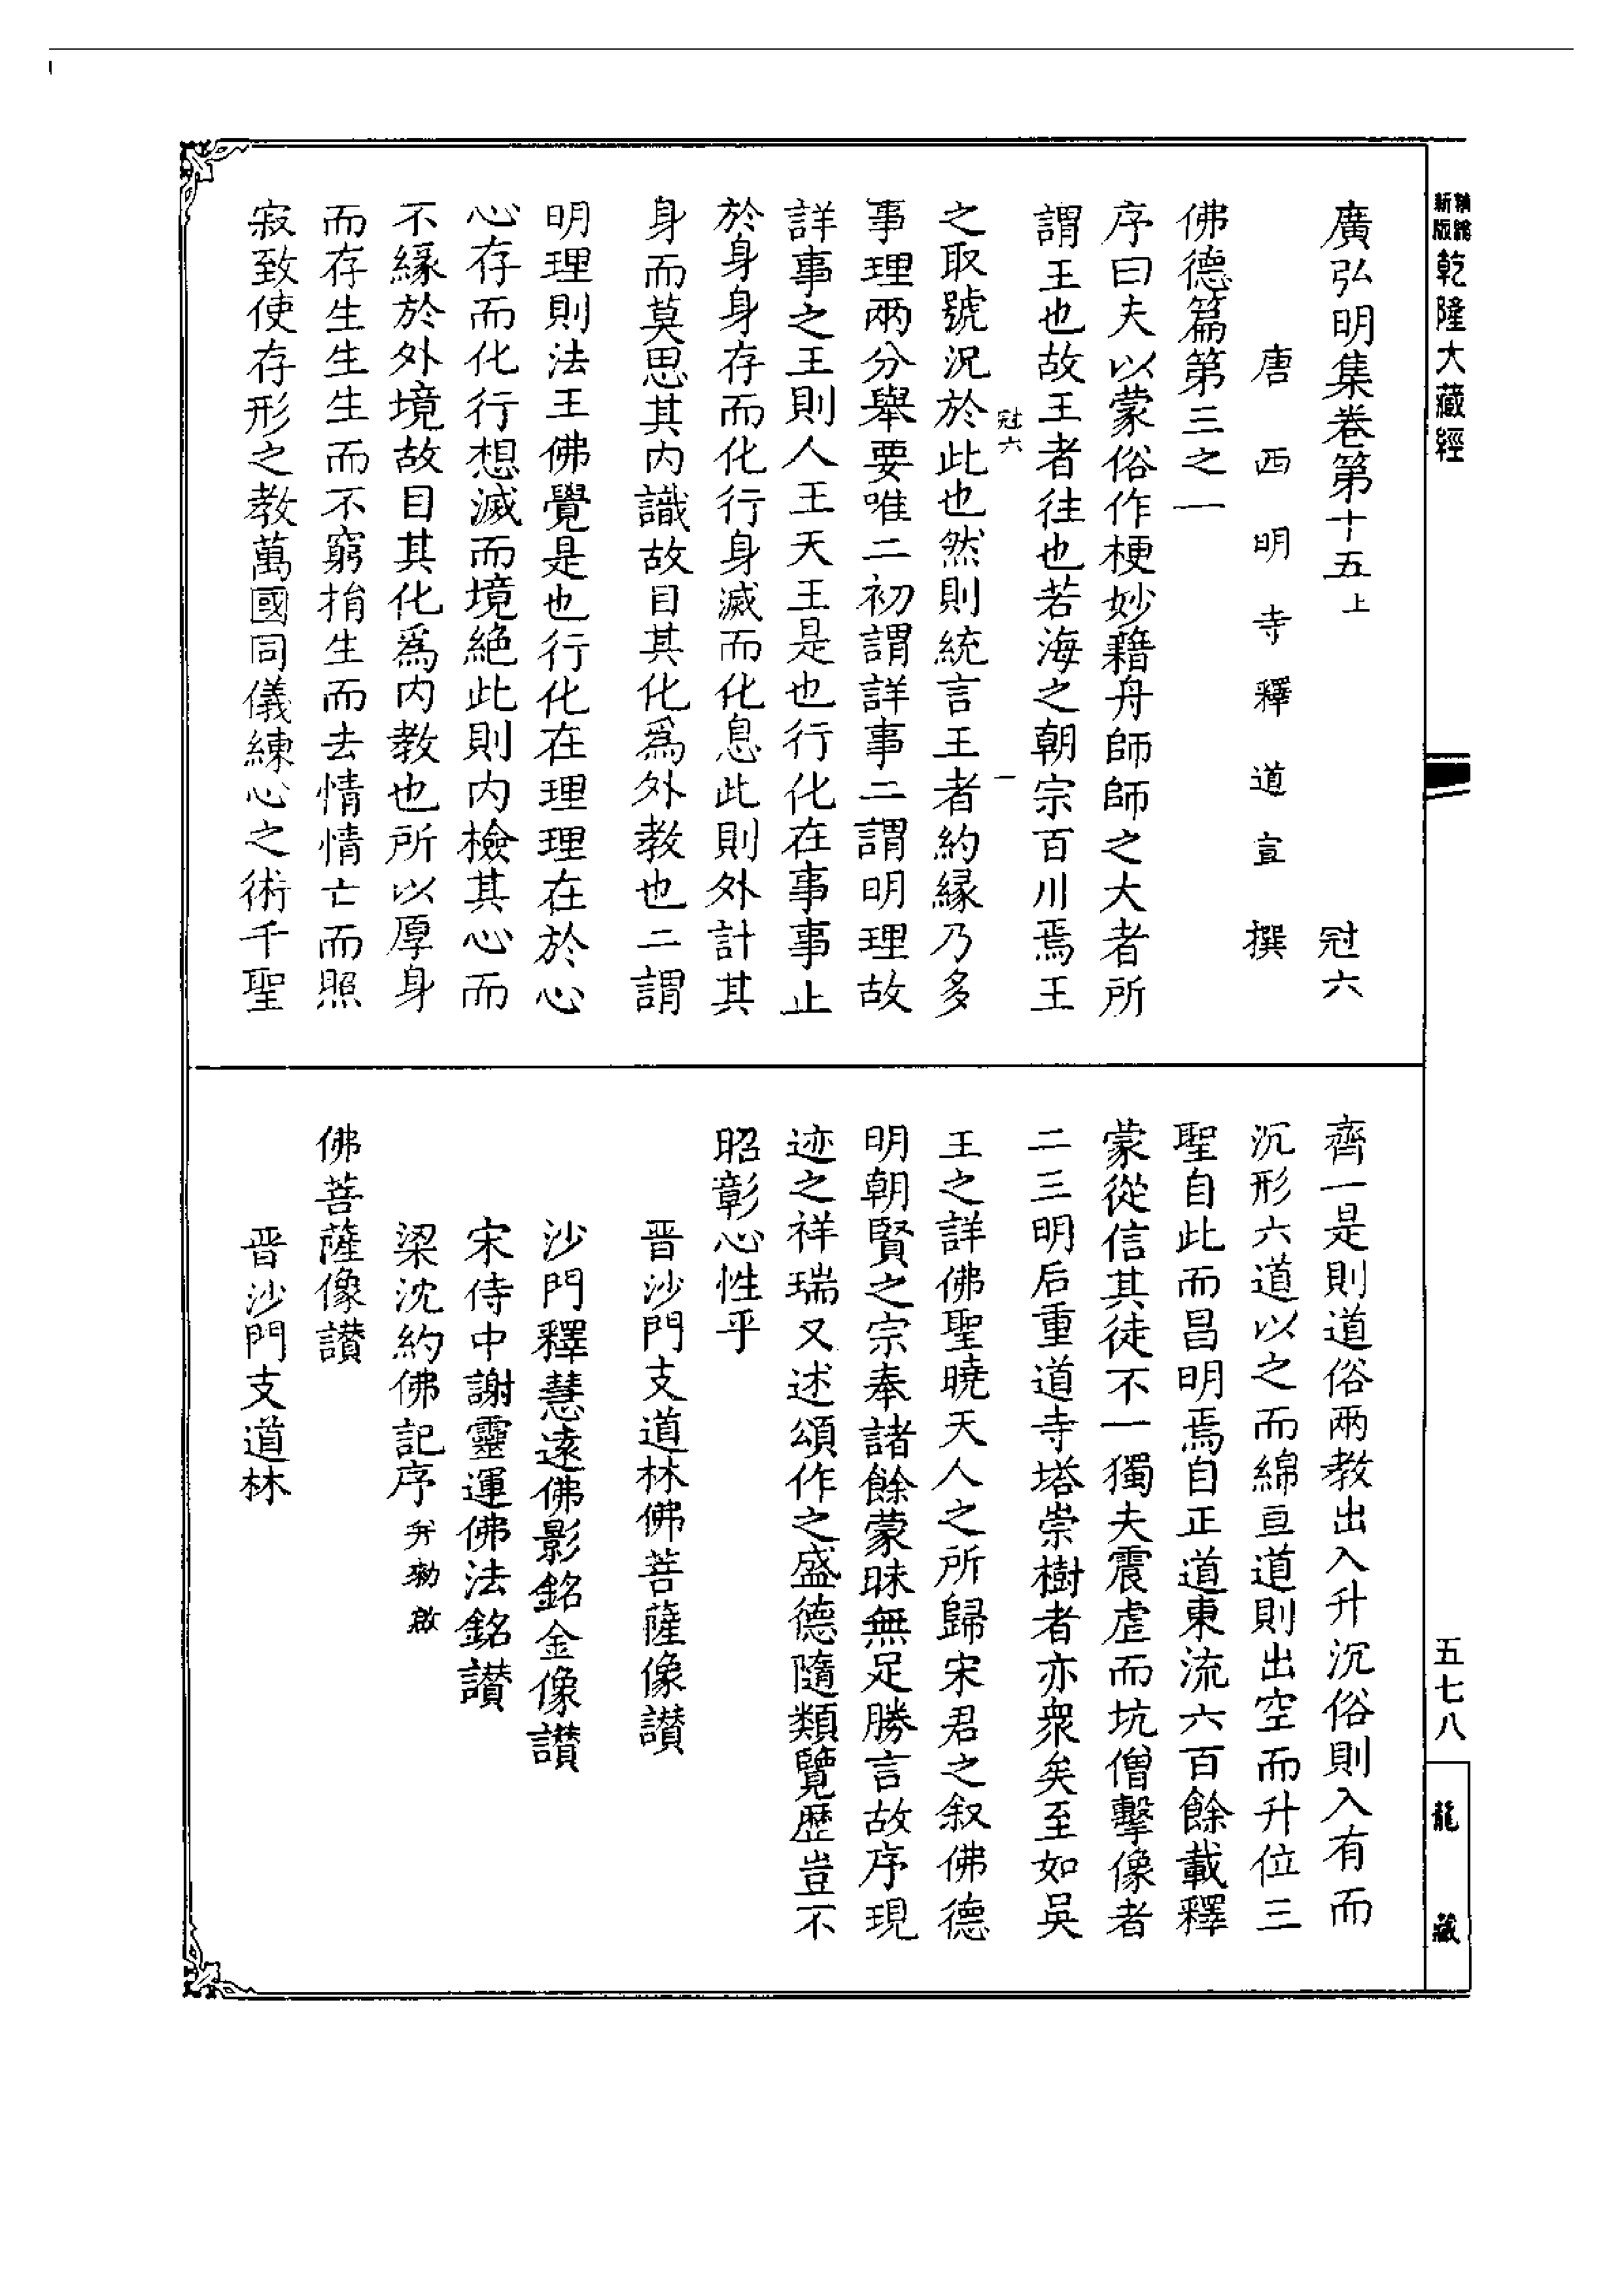 新版乾隆大藏經
廣弘明集卷第十五上 冠六
唐西明寺釋道宣撰
佛德篇第三之一
序曰夫以蒙俗作梗妙籍舟師師之大者所
謂王也故王者往也若海之朝宗百川焉王
冠六 一
之取號況於此也然則統言王者約緣乃多
事理兩分舉要唯二初謂詳事二謂明理故
詳事之王則人王天王是也行化在事事止
於身身存而化行身滅而化息此則外計其
身而莫思其內識故目其化爲外教也二謂
明理則法王佛覺是也行化在理理在於心
心存而化行想滅而境絕此則內檢其心而
不緣於外境故目其化爲內教也所以厚身
而存生生生而不窮捐生而去情情亡而照
寂致使存形之教萬國同儀練心之術千聖
齊一是則道俗兩教出入升沉俗則入有而
沉形六道以之而綿亘道則出空而升位三
聖自此而昌明焉自正道東流六百餘載釋
蒙從信其徒不一獨夫震虐而坑僧擊像者
二三明后重道寺塔崇樹者亦眾矣至如吳
王之詳佛聖曉天人之所歸宋君之叙佛德
明朝賢之宗奉諸餘蒙昧無足勝言故序現
迹之祥瑞又述頌作之盛德隨類覽歷豈不
昭彰心性乎
晋沙門支道林佛菩薩像讃
沙門釋慧遠佛影銘金像讃
宋侍中謝靈運佛法銘讃
梁沈約佛記序并勑啟
佛菩薩像讃
晋沙門支道林
五七八
龍藏